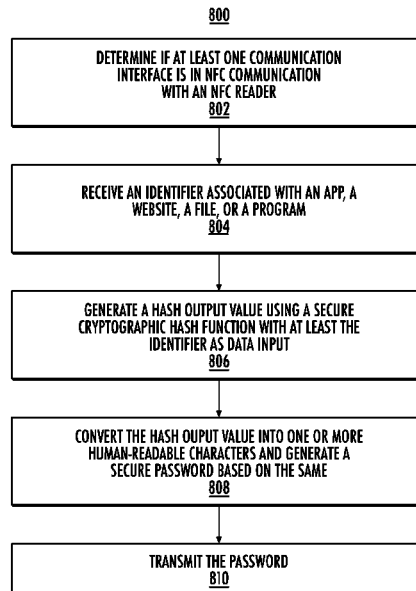 800
DETERMINE IF AT LEAST ONE COMMUNICATION
INTERFACE IS IN NFC COMMUNICATION
WITH AN NFC READER
802
RECEIVE AN IDENTIFIER ASSOCIATED WITH AN APP, A
WEBSITE, A FILE, OR A PROGRAM
804
GENERATE A HASH OUTPUT VALUE USING A SECURE
CRYPTOGRAPHIC HASH FUNCTION WITH AT LEAST THE
IDENTIFIER AS DATA INPUT
806
CONVERT THE HASH OUPUT VALUE INTO ONE OR MORE
HUMAN-READABLE CHARACTERS AND GENERATE A
SECURE PASSWORD BASED ON THE SAME
808
TRANSMIT THE PASSWORD
810